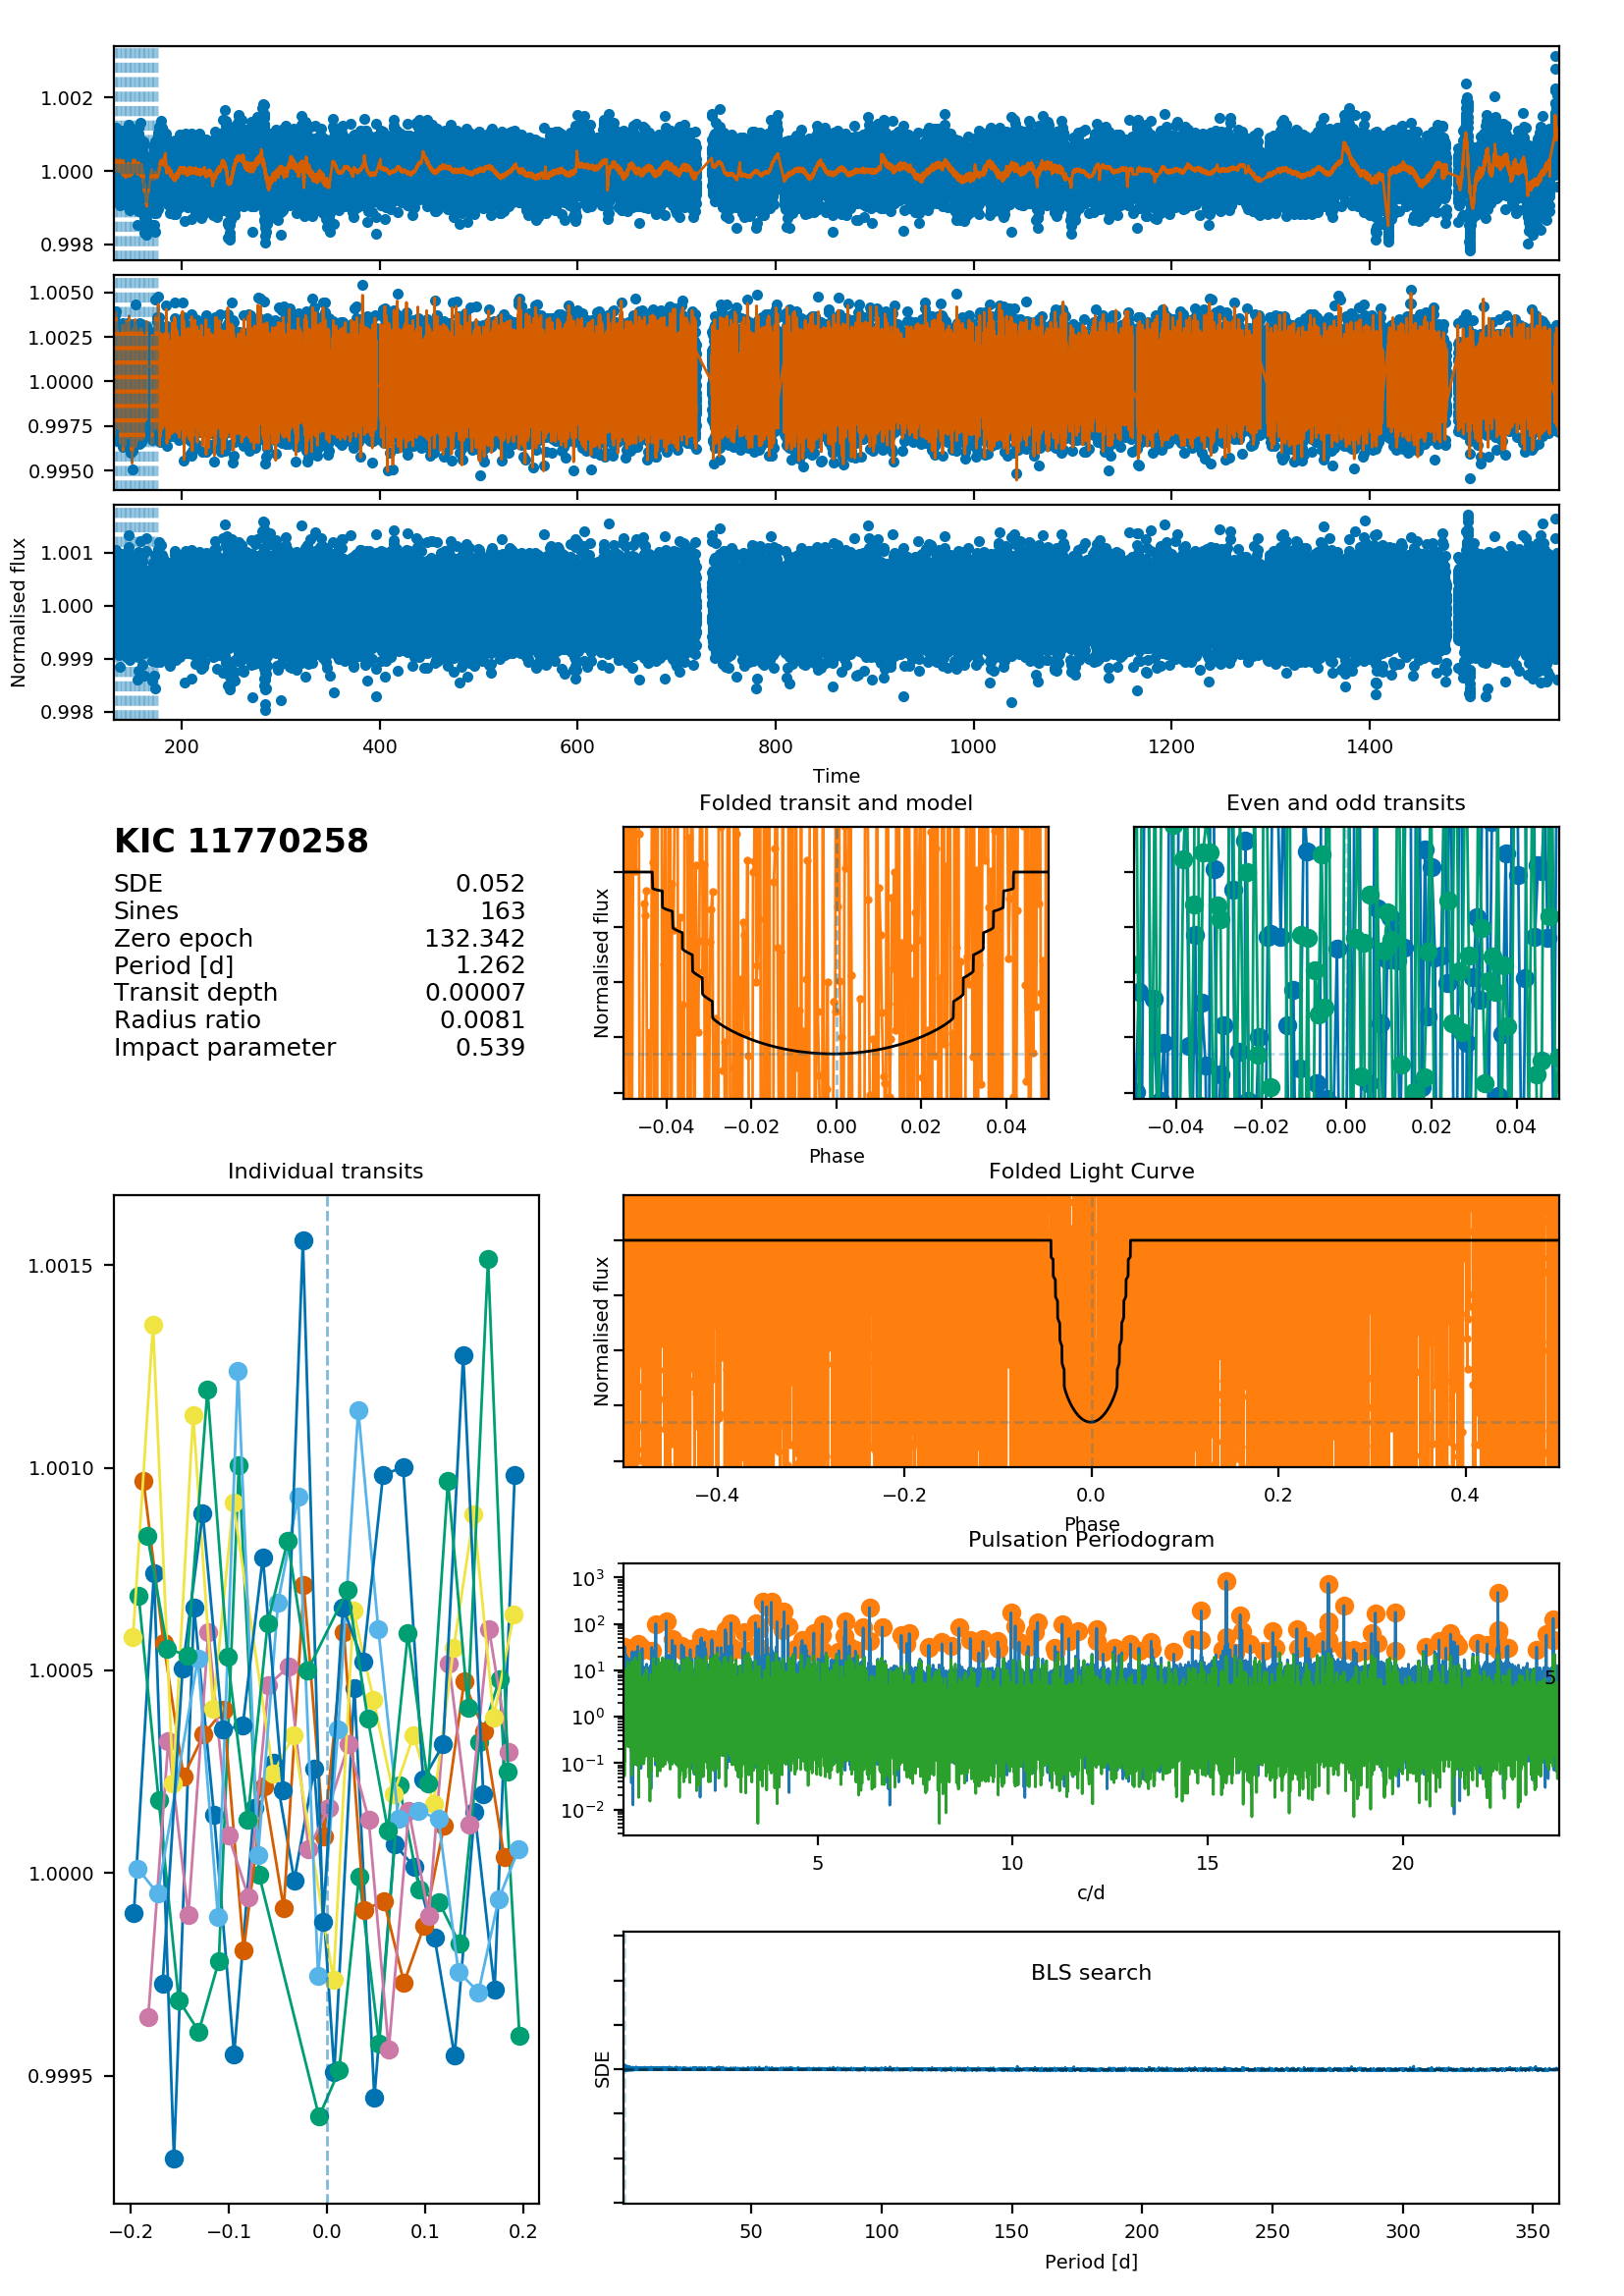 1.002
1.000
0.998
1.0050
1.0025
1.0000
0.9975
0.9950
Normalised flux
1.001
1.000
0.999
0.998
200 400 600 800 1000 1200 1400
Time
KIC 11770258
SDE 0.052
Sines 163
Zero epoch 132.342
Period [d] 1.262
Transit depth 0.00007
Radius ratio 0.0081
Impact parameter 0.539
Folded transit and model
Normalised flux
−0.04 −0.02 0.00 0.02 0.04
Phase
Even and odd transits
−0.04 −0.02 0.00 0.02 0.04
Individual transits
1.0015
1.0010
1.0005
1.0000
0.9995
−0.2 −0.1 0.0 0.1 0.2
Folded Light Curve
Normalised flux
−0.4 −0.2 0.0 0.2 0.4
Phase
Pulsation Periodogram
10³
10²
10¹
10⁰
10⁻¹
10⁻²
5
5 10 15 20
c/d
BLS search
SDE
50 100 150 200 250 300 350
Period [d]